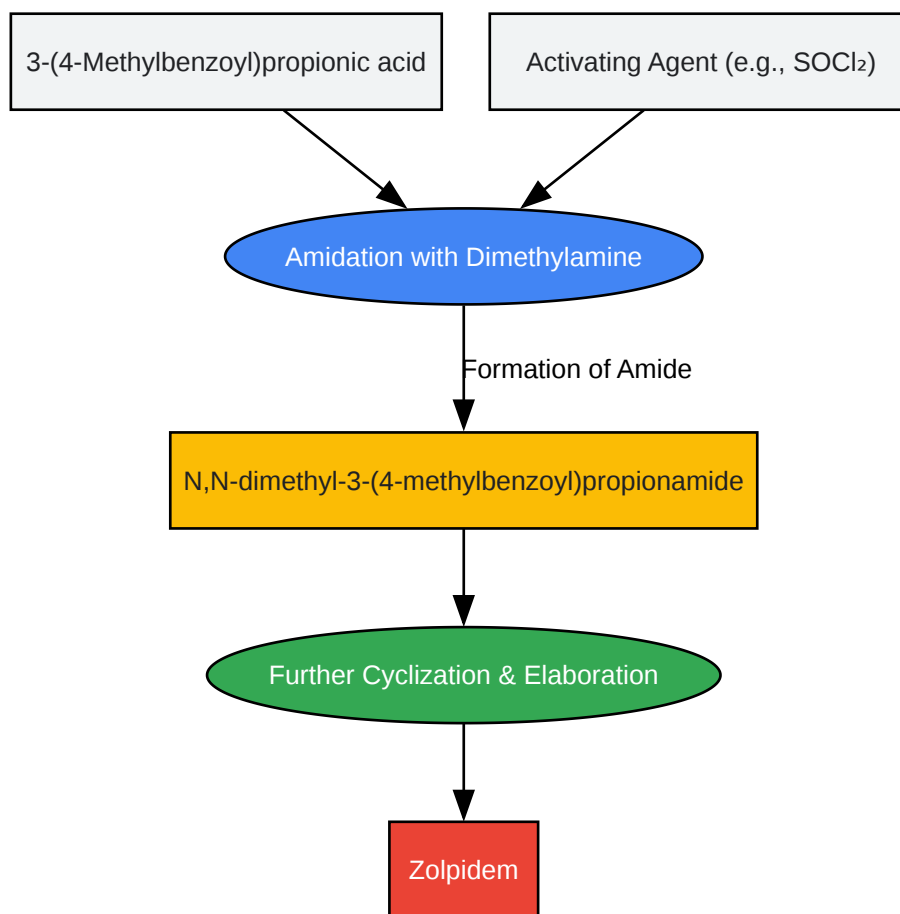 3-(4-Methylbenzoyl)propionic acid
Activating Agent (e.g., SOCl₂)
Amidation with Dimethylamine
Formation of Amide
N,N-dimethyl-3-(4-methylbenzoyl)propionamide
Further Cyclization & Elaboration
Zolpidem